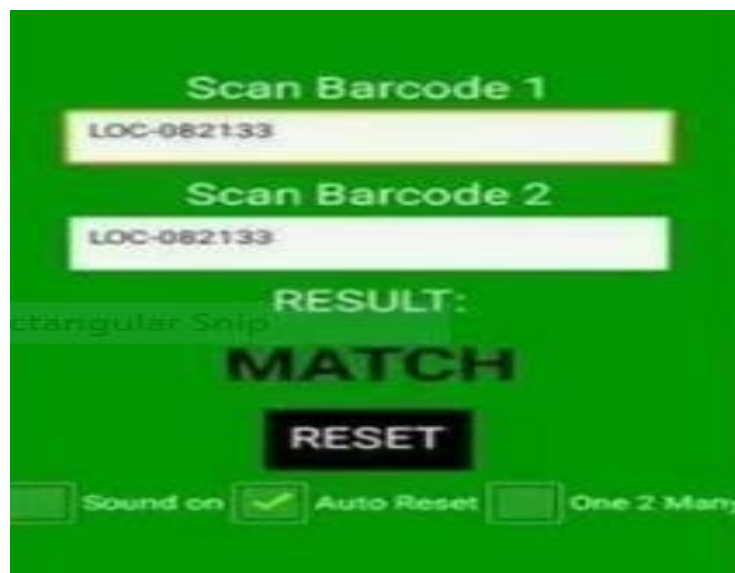 Scan Barcode 1
LOC-082133
Scan Barcode 2
LOC-082133
RESULT:
ctangular Snip
MATCH
RESET
Sound on Auto Reset One 2 Many